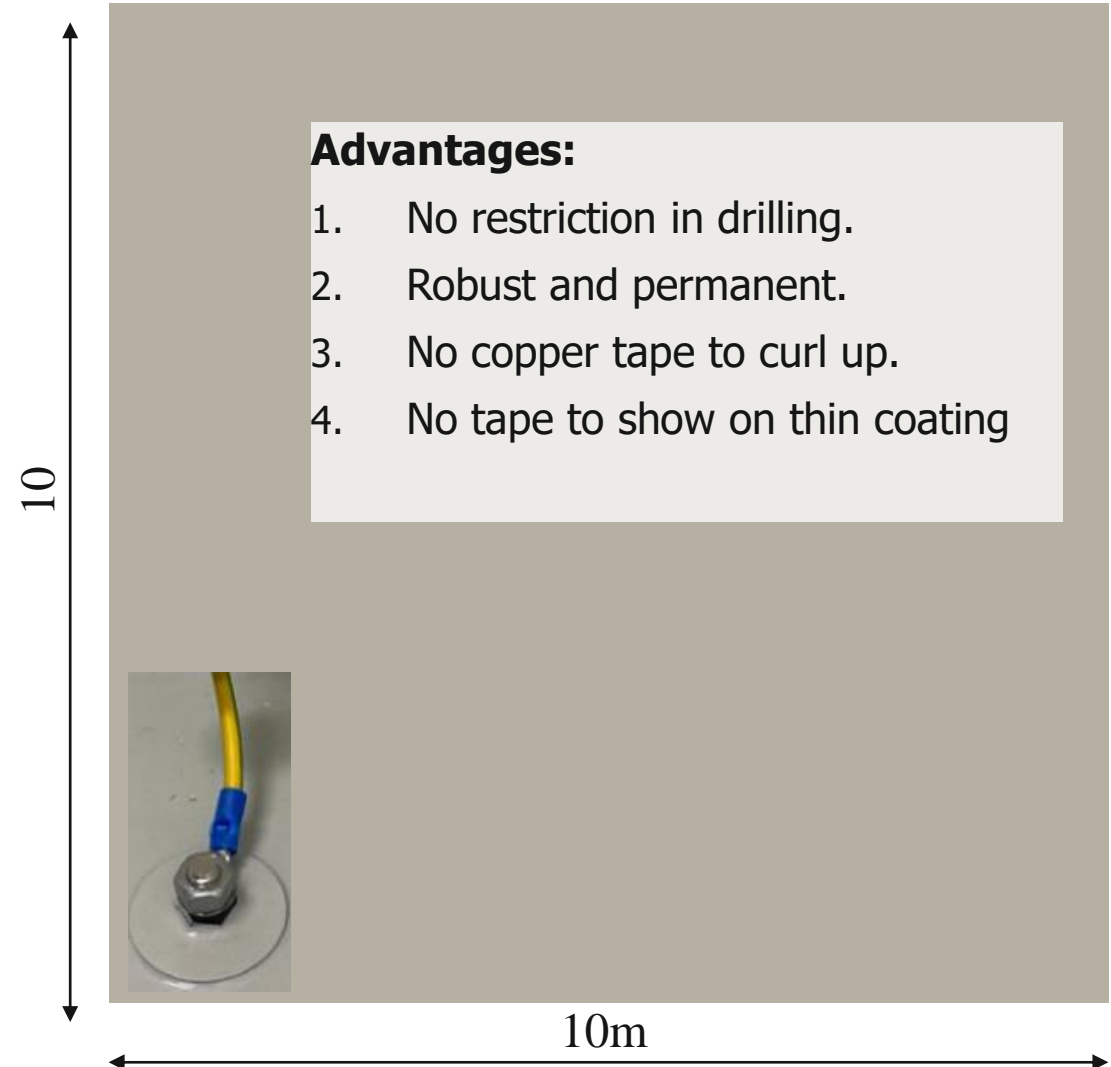 Advantages:
1. No restriction in drilling.
2. Robust and permanent.
3. No copper tape to curl up.
4. No tape to show on thin coating
10
10m